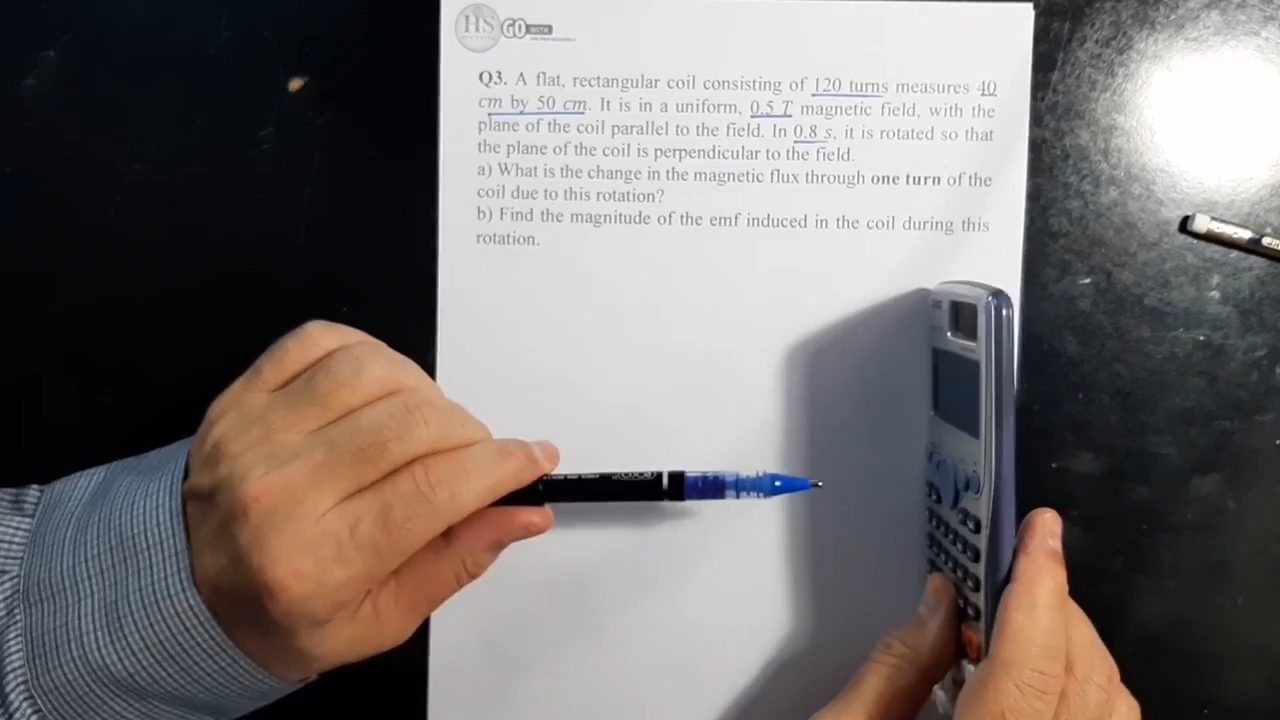 HS GO WITH
Q3. A flat, rectangular coil consisting of 120 turns measures 40
cm by 50 cm. It is in a uniform, 0.5 T magnetic field, with the
plane of the coil parallel to the field. In 0.8 s, it is rotated so that
the plane of the coil is perpendicular to the field.
a) What is the change in the magnetic flux through one turn of the
coil due to this rotation?
b) Find the magnitude of the emf induced in the coil during this
rotation.